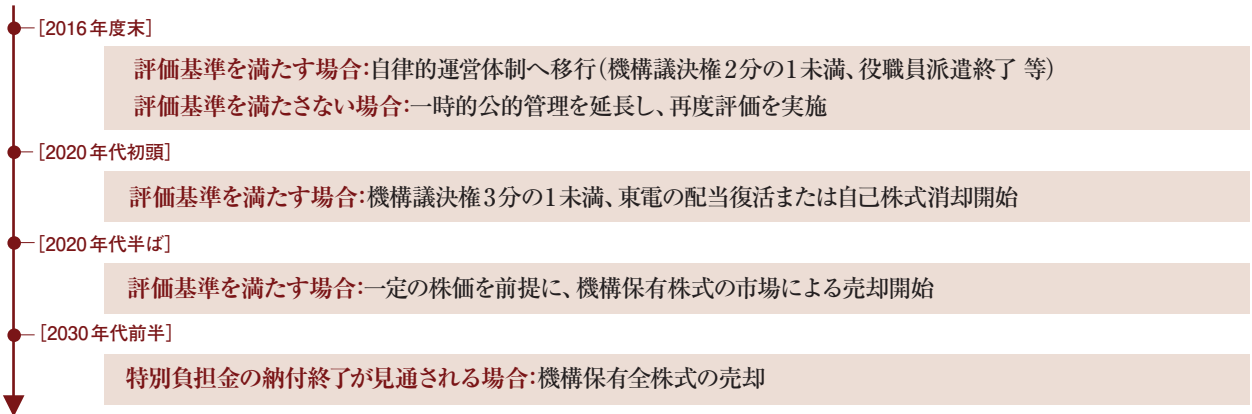 ［2016年度末］
評価基準を満たす場合：自律的運営体制へ移行（機構議決権2分の1未満、役職員派遣終了 等）
評価基準を満たさない場合：一時的公的管理を延長し、再度評価を実施
［2020年代初頭］
評価基準を満たす場合：機構議決権3分の1未満、東電の配当復活または自己株式消却開始
［2020年代半ば］
評価基準を満たす場合：一定の株価を前提に、機構保有株式の市場による売却開始
［2030年代前半］
特別負担金の納付終了が見通される場合：機構保有全株式の売却